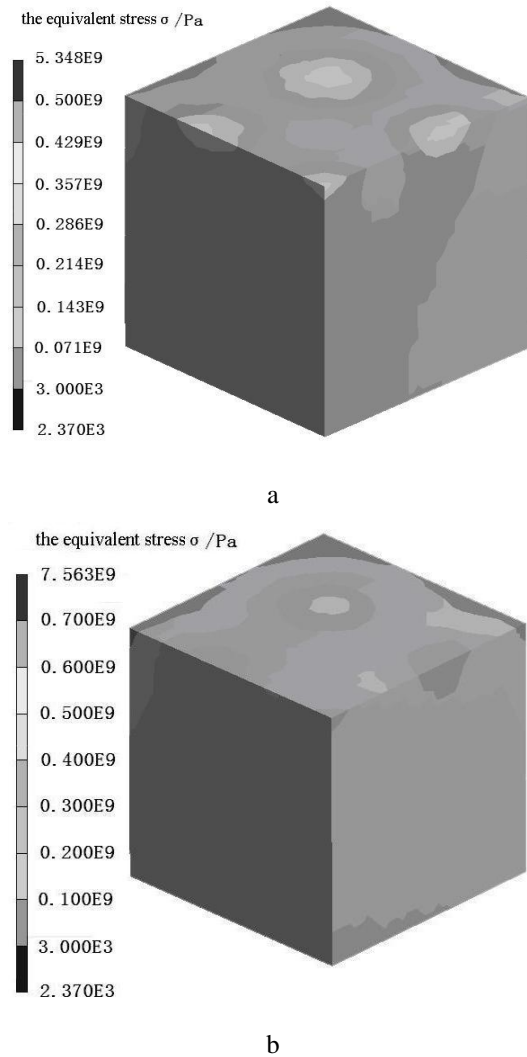 the equivalent stress σ /Pa
5.348E9
0.500E9
0.429E9
0.357E9
0.286E9
0.214E9
0.143E9
0.071E9
3.000E3
2.370E3
a
the equivalent stress σ /Pa
7.563E9
0.700E9
0.600E9
0.500E9
0.400E9
0.300E9
0.200E9
0.100E9
3.000E3
2.370E3
b